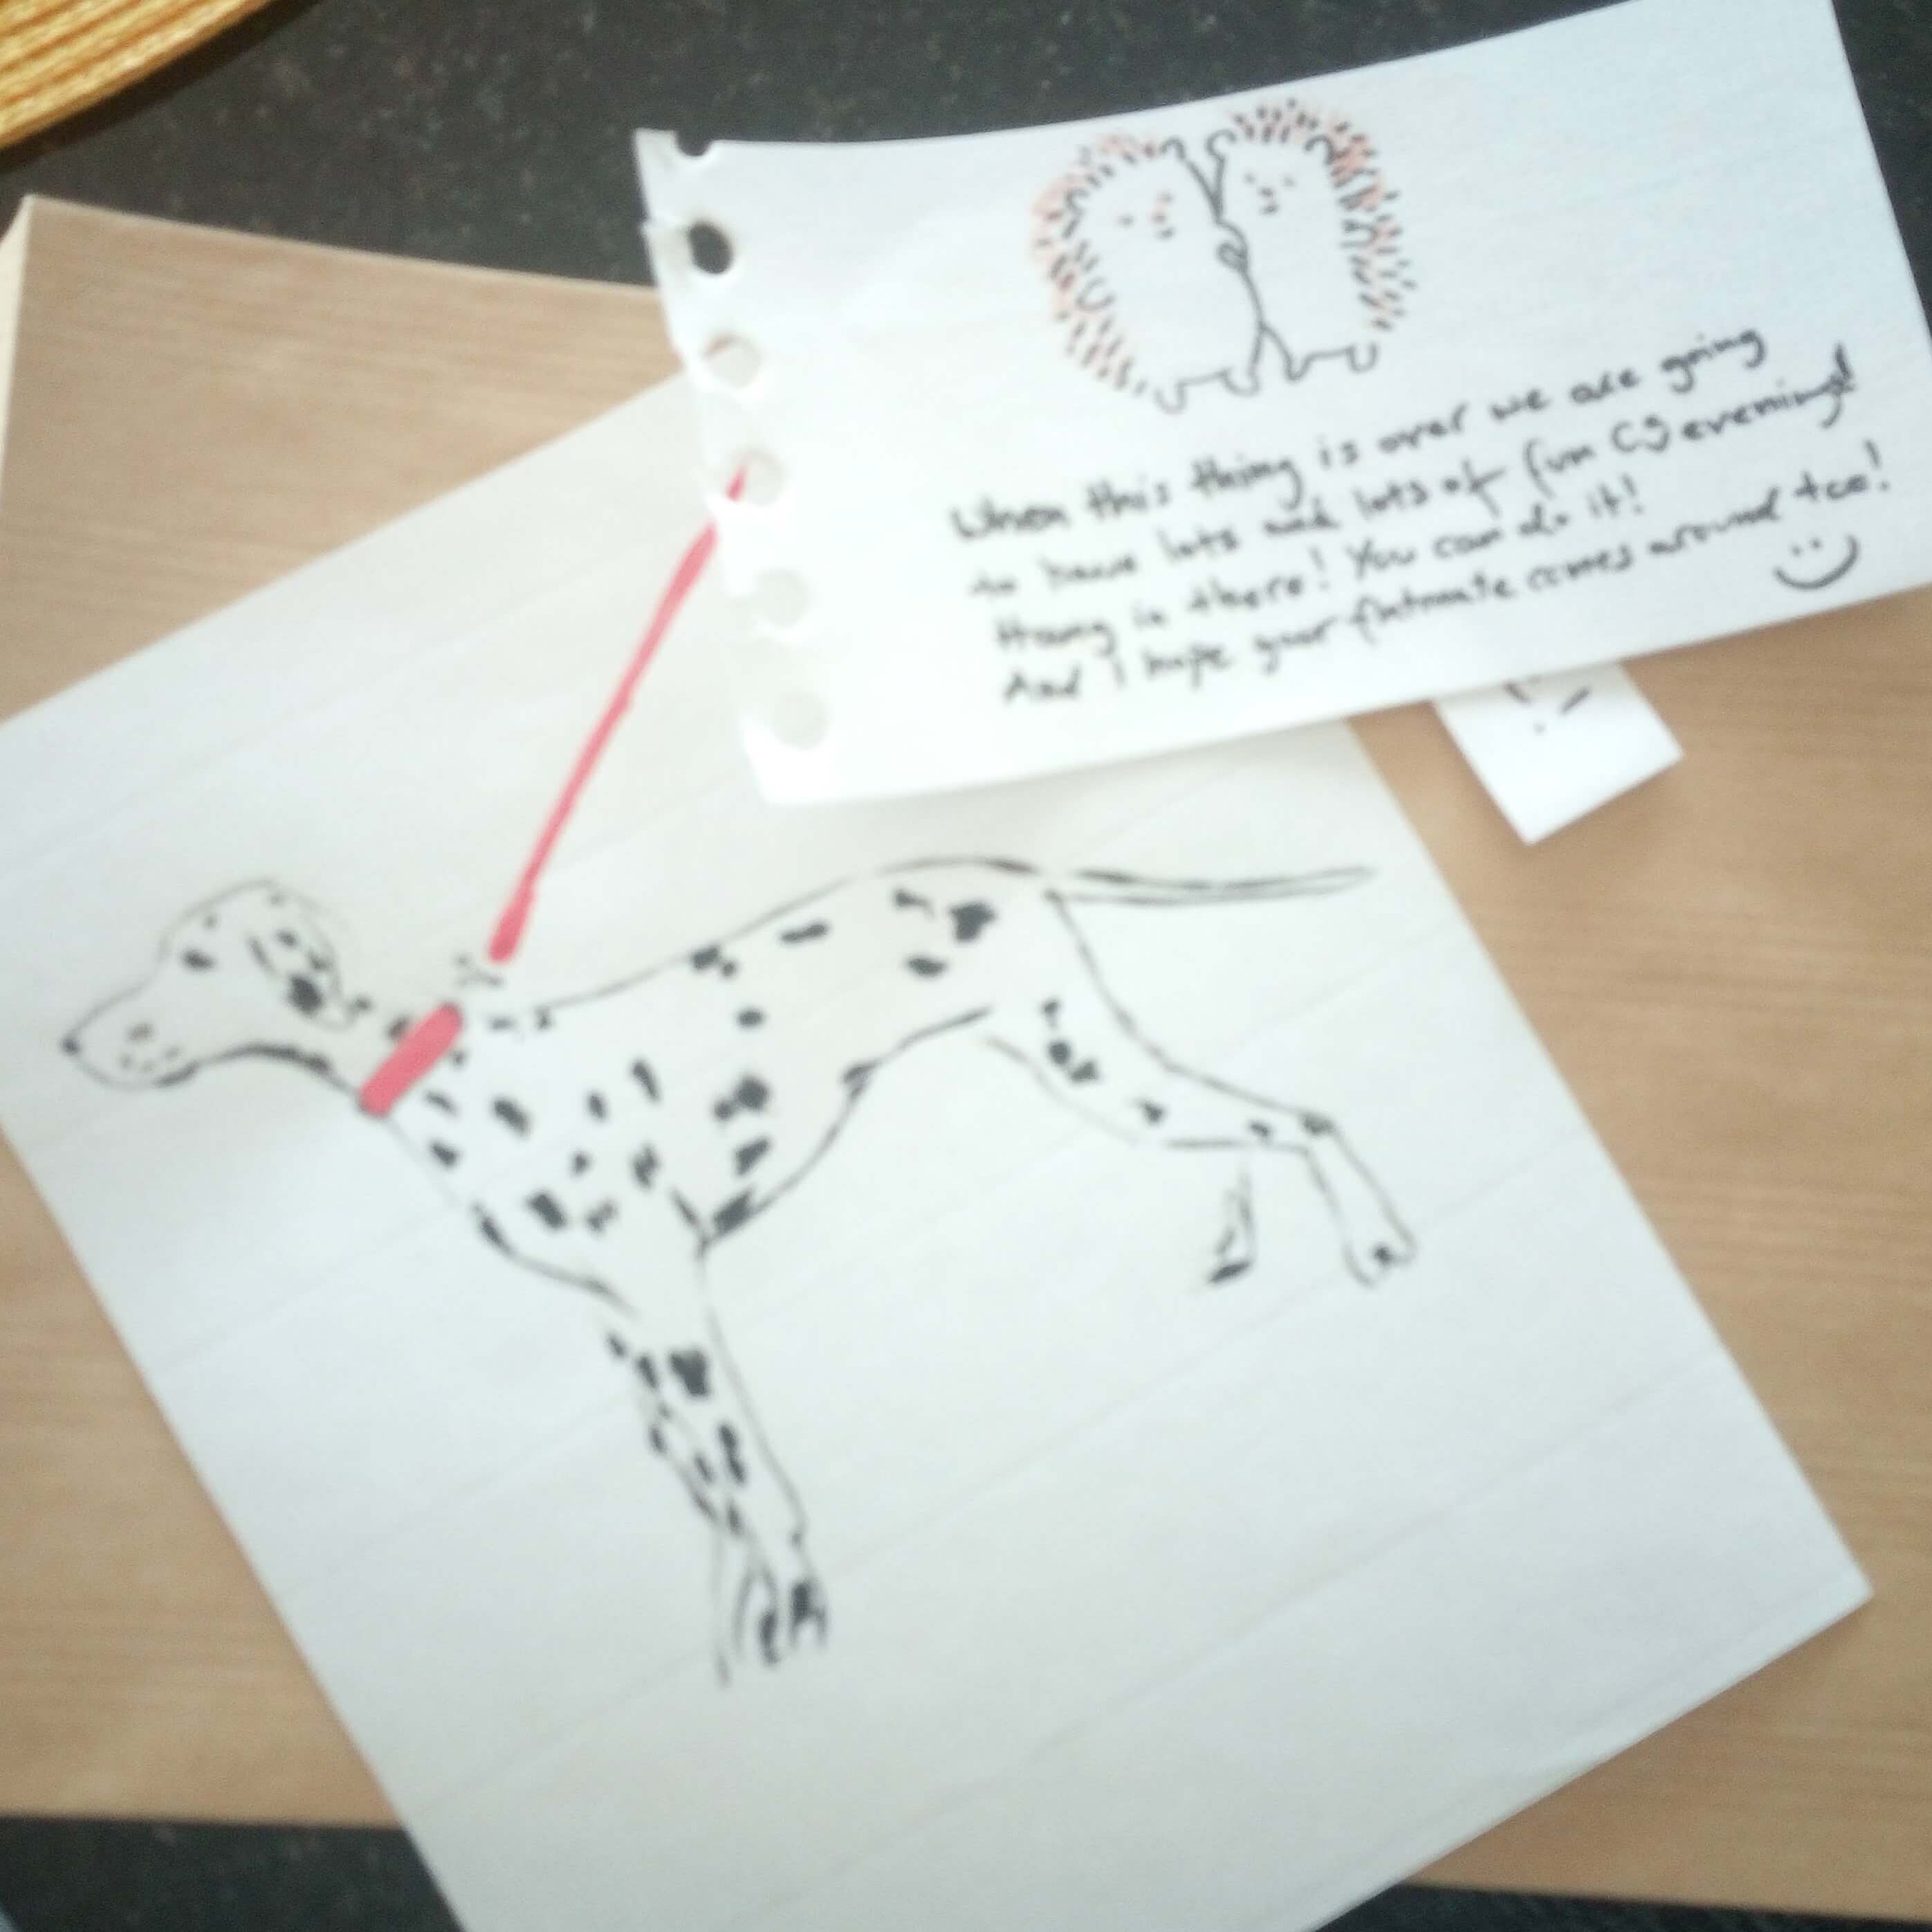 When this thing is over we are going
to have lots and lots of fun CS evenings!
Hang in there! You can do it!
And I hope your flatmate comes around too!